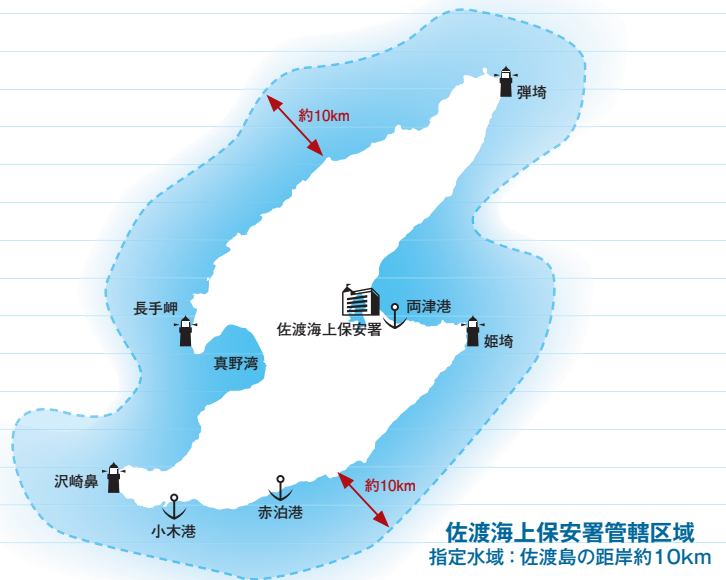 弾埼
約10km
両津港
長手岬
佐渡海上保安署
姫埼
真野湾
沢崎鼻
約10km
赤泊港
小木港
佐渡海上保安署管轄区域
指定水域：佐渡島の距岸約10km